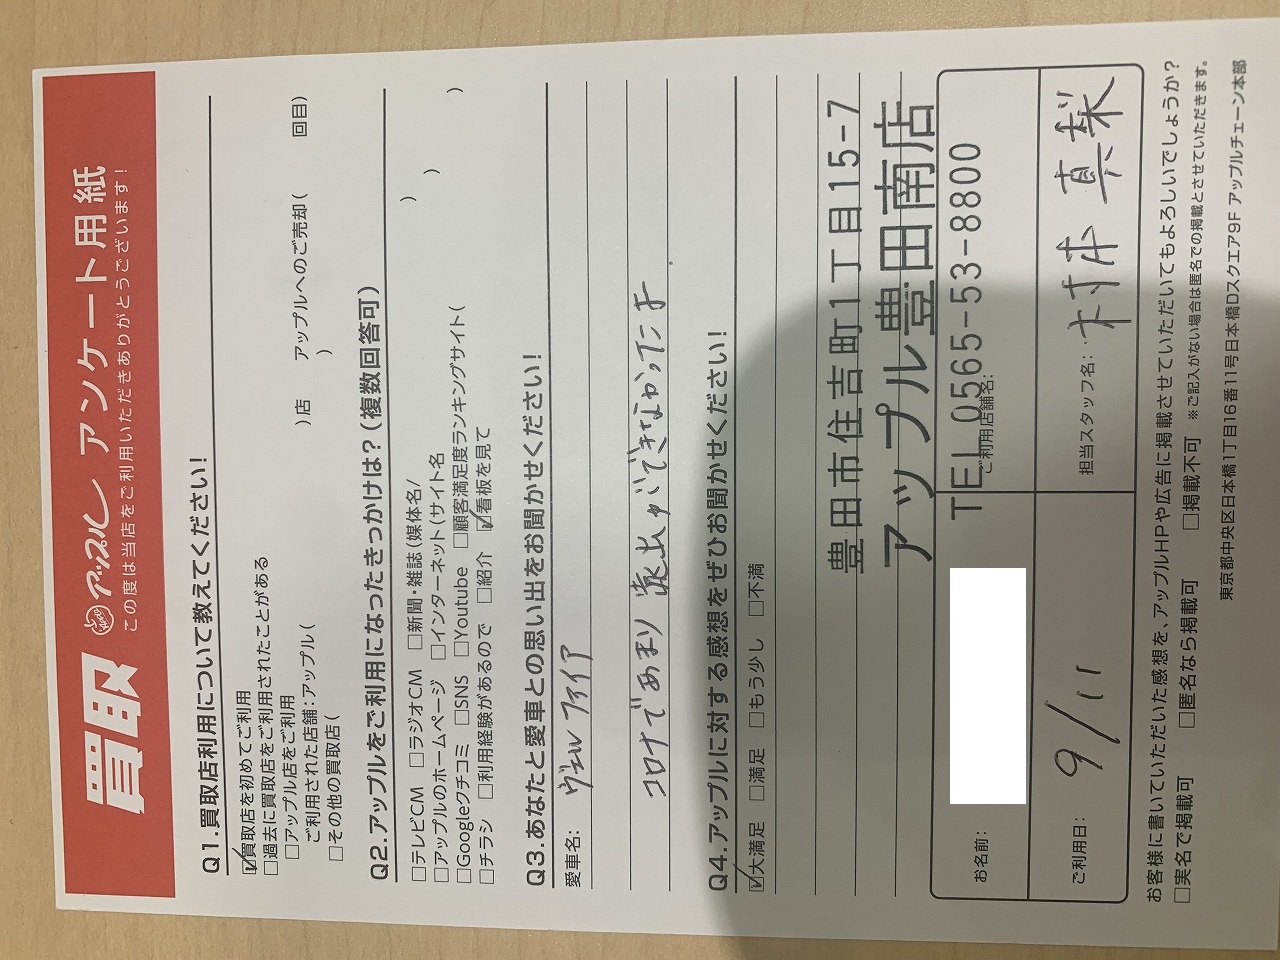 買取 アップル アンケート用紙
この度は当店をご利用いただきありがとうございます!
Q1.買取店利用について教えてください!
☑買取店を初めてご利用
□過去に買取店をご利用されたことがある
□アップル店をご利用
ご利用された店舗:アップル( )店 アップルへのご売却( 回目)
□その他の買取店( )
Q2.アップルをご利用になったきっかけは?(複数回答可)
□テレビCM □ラジオCM □新聞・雑誌(媒体名/ )
□アップルのホームページ □インターネット(サイト名 )
□Googleクチコミ □SNS □Youtube □顧客満足度ランキングサイト( )
□チラシ □利用経験があるので □紹介 ☑看板を見て
Q3.あなたと愛車との思い出をお聞かせください!
愛車名: ヴェルファイア
コロナであまり遠出ができなかったです
Q4.アップルに対する感想をぜひお聞かせください!
☑大満足 □満足 □もう少し □不満
豊田市住吉町1丁目15-7
アップル豊田南店
TEL 0565-53-8800
お名前: ご利用店舗名:
ご利用日: 9/11 担当スタッフ名: 村本 真琛
お客様に書いていただいた感想を、アップルHPや広告に掲載させていただいてもよろしいでしょうか?
□実名で掲載可 □匿名なら掲載可 □掲載不可 ※ご記入がない場合は匿名での掲載とさせていただきます。
東京都中央区日本橋1丁目16番11号日本橋Dスクエア9F アップルチェーン本部